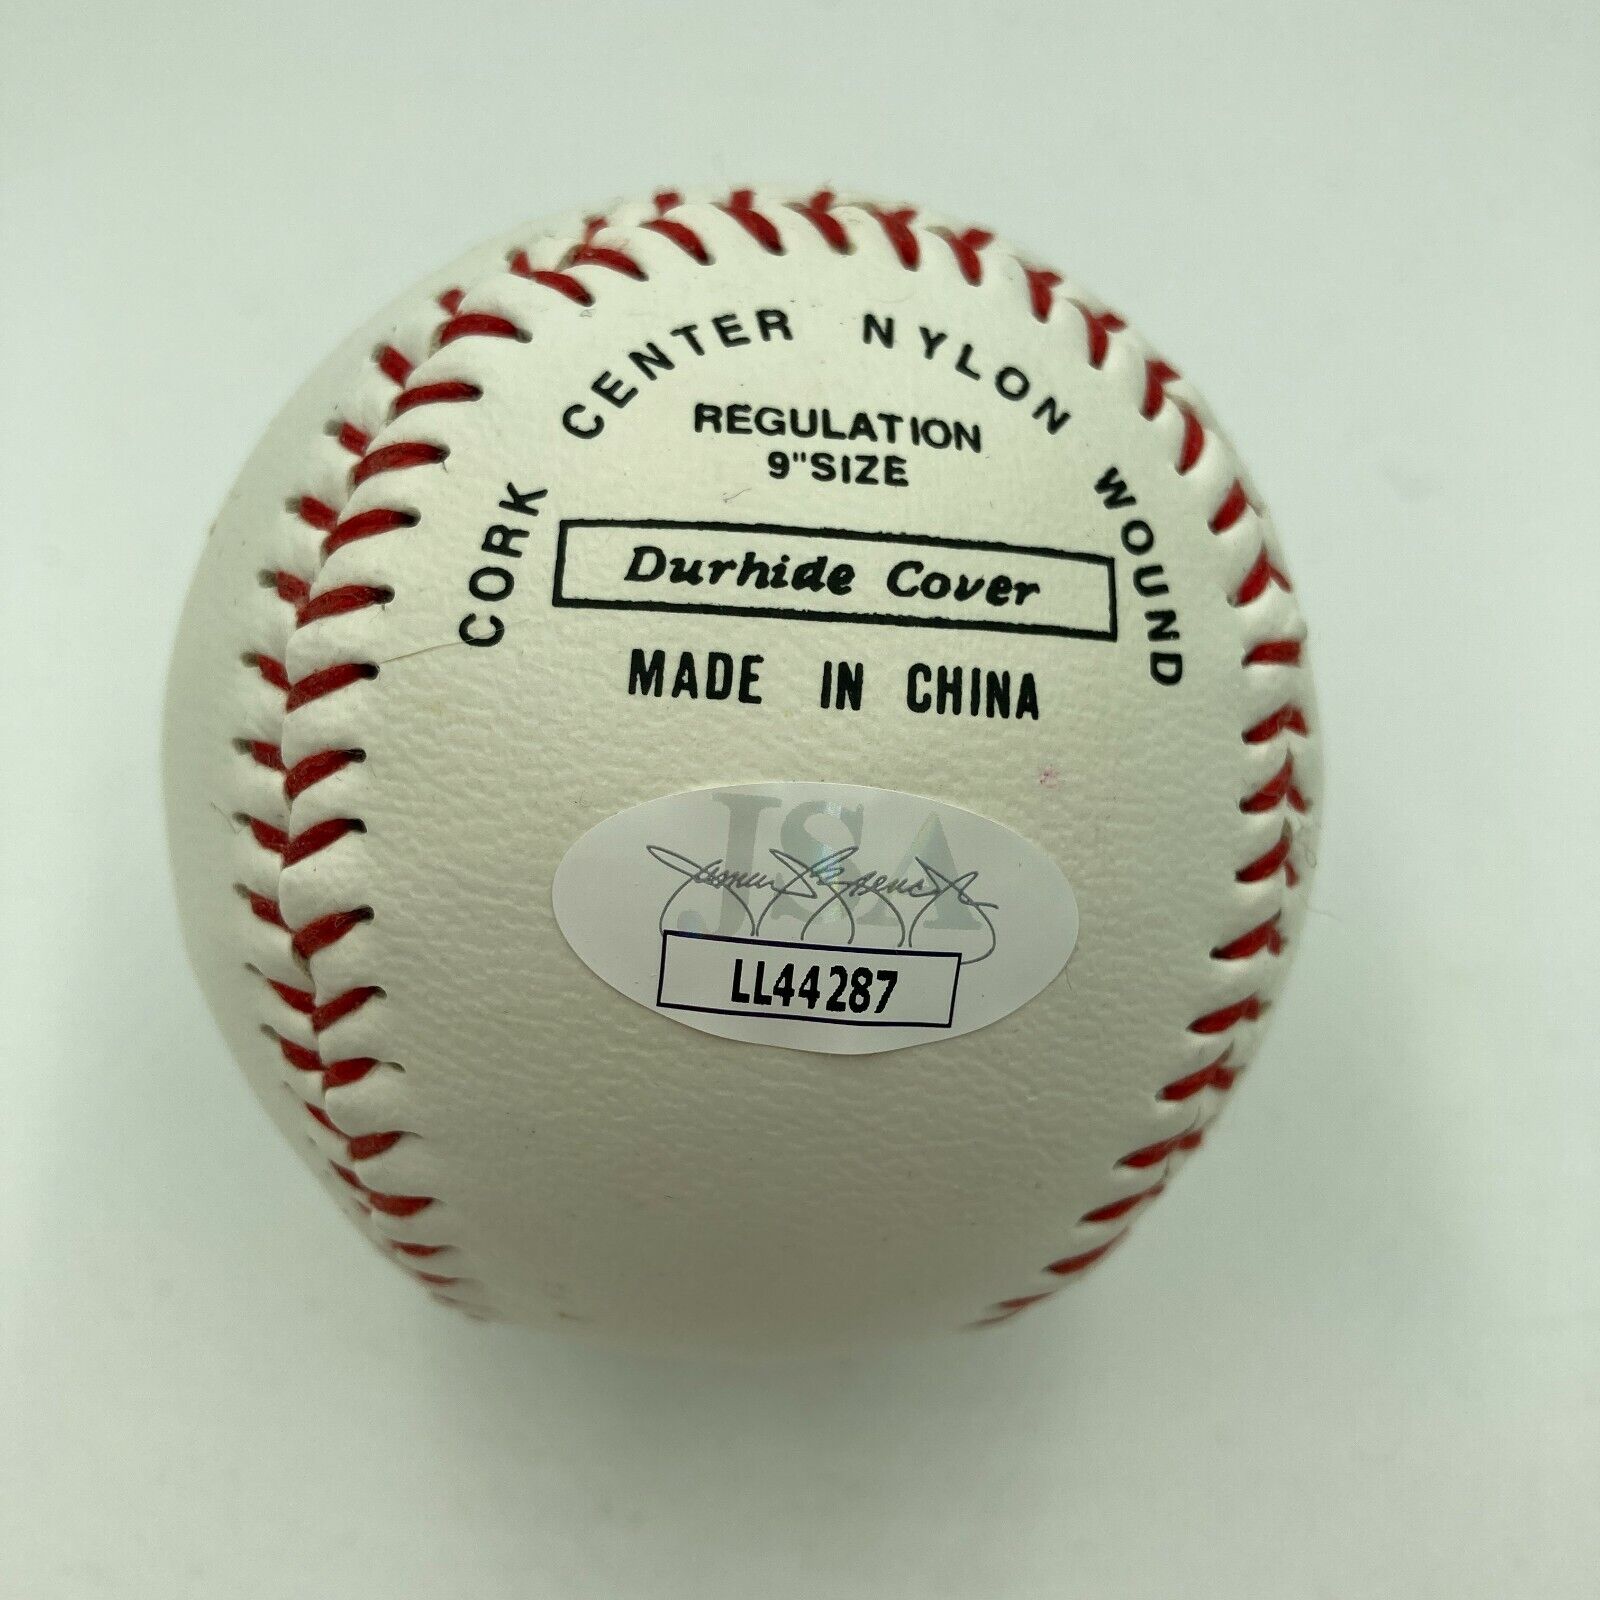 CORK CENTER NYLON WOUND
REGULATION
9" SIZE
Durhide Cover
MADE IN CHINA
JSA
LL44287